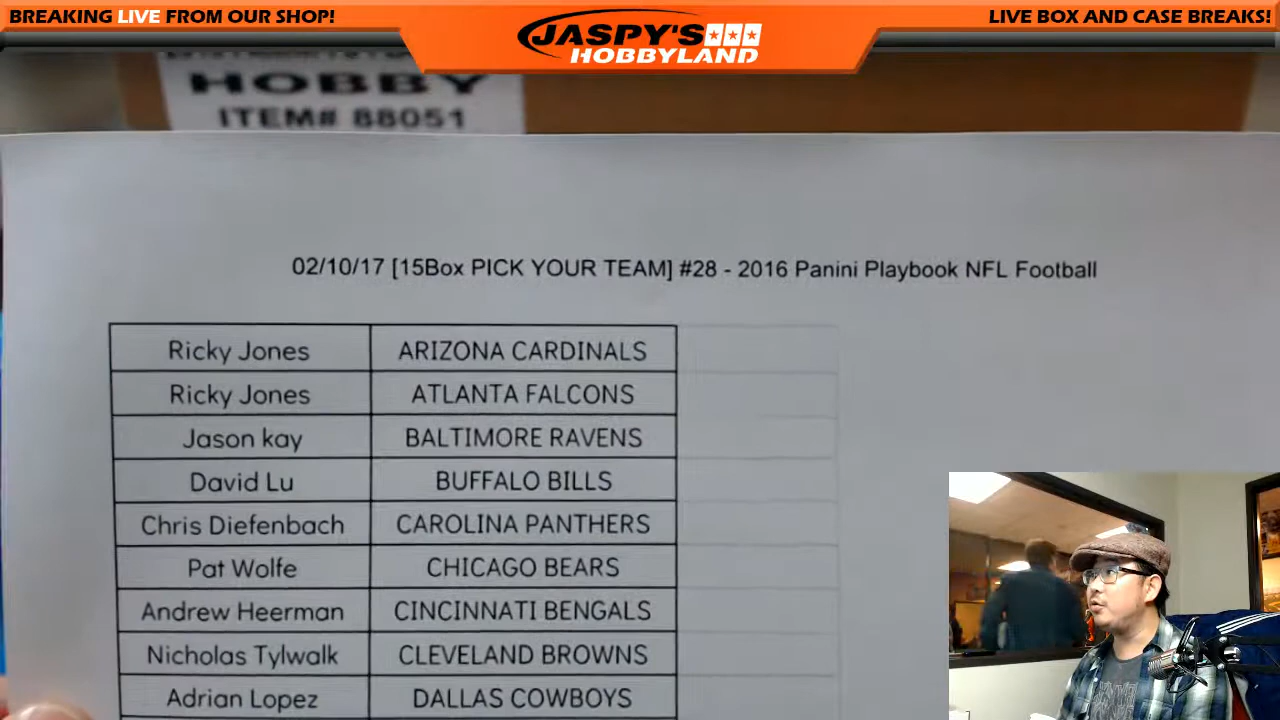 BREAKING LIVE FROM OUR SHOP!
JASPY'S
HOBBYLAND
LIVE BOX AND CASE BREAKS!
HOBBY
ITEM# 88051
02/10/17 [15Box PICK YOUR TEAM] #28 - 2016 Panini Playbook NFL Football
Ricky Jones ARIZONA CARDINALS
Ricky Jones ATLANTA FALCONS
Jason kay BALTIMORE RAVENS
David Lu BUFFALO BILLS
Chris Diefenbach CAROLINA PANTHERS
Pat Wolfe CHICAGO BEARS
Andrew Heerman CINCINNATI BENGALS
Nicholas Tylwalk CLEVELAND BROWNS
Adrian Lopez DALLAS COWBOYS